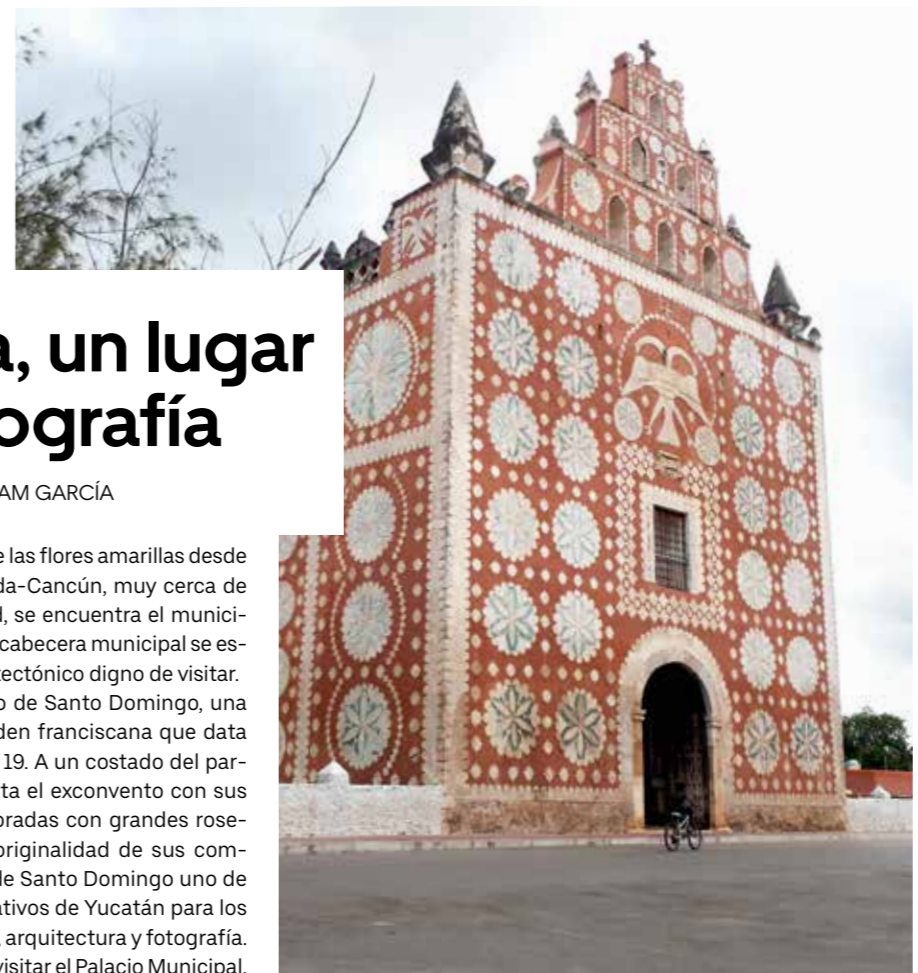 a, un lugar
ografía
AM GARCÍA
e las flores amarillas desde
da-Cancún, muy cerca de
d, se encuentra el munici-
cabecera municipal se es-
tectónico digno de visitar.
o de Santo Domingo, una
den franciscana que data
19. A un costado del par-
ta el exconvento con sus
bradas con grandes rose-
originalidad de sus com-
de Santo Domingo uno de
ativos de Yucatán para los
, arquitectura y fotografía.
visitar el Palacio Municipal,